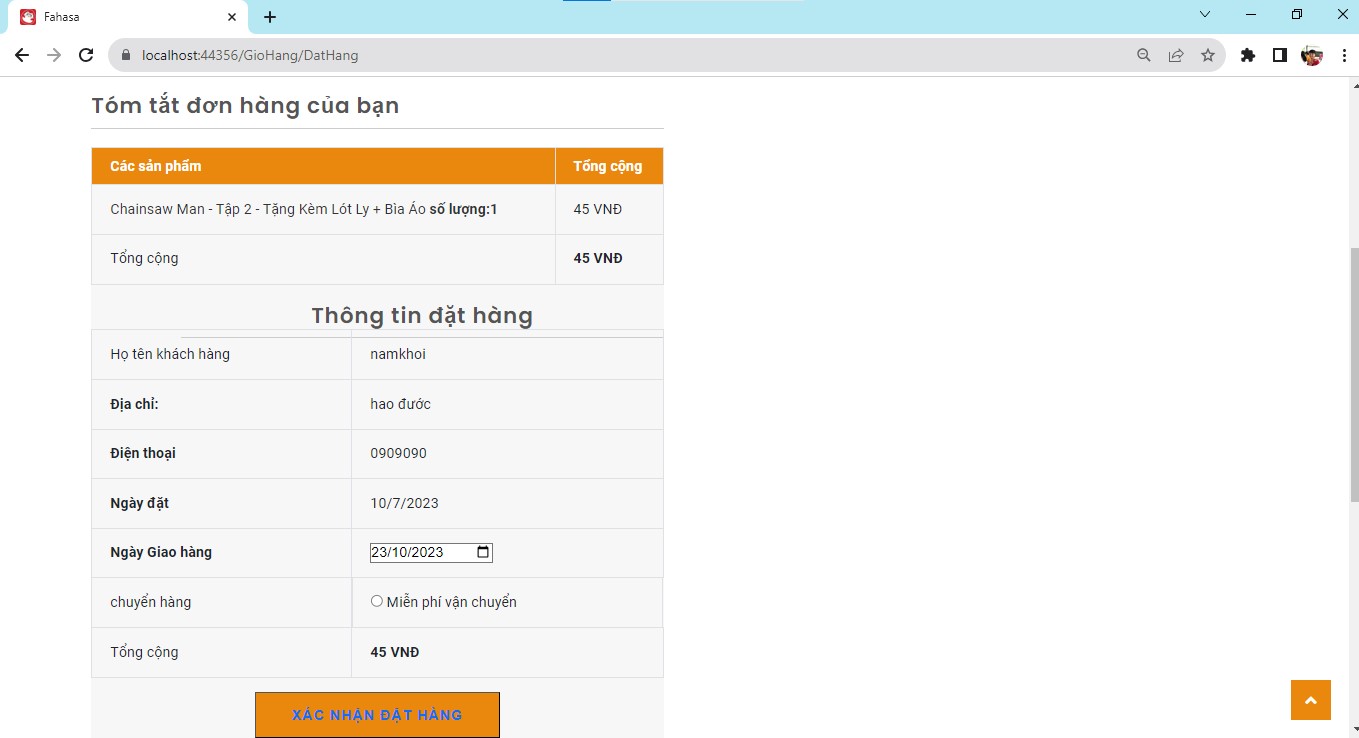 Fahasa
localhost:44356/GioHang/DatHang
Tóm tắt đơn hàng của bạn
Các sản phẩm Tổng cộng
Chainsaw Man - Tập 2 - Tặng Kèm Lót Ly + Bìa Áo số lượng:1 45 VNĐ
Tổng cộng 45 VNĐ
Thông tin đặt hàng
Họ tên khách hàng namkhoi
Địa chỉ: hao đước
Điện thoại 0909090
Ngày đặt 10/7/2023
Ngày Giao hàng 23/10/2023
chuyển hàng Miễn phí vận chuyển
Tổng cộng 45 VNĐ
XÁC NHẬN ĐẶT HÀNG